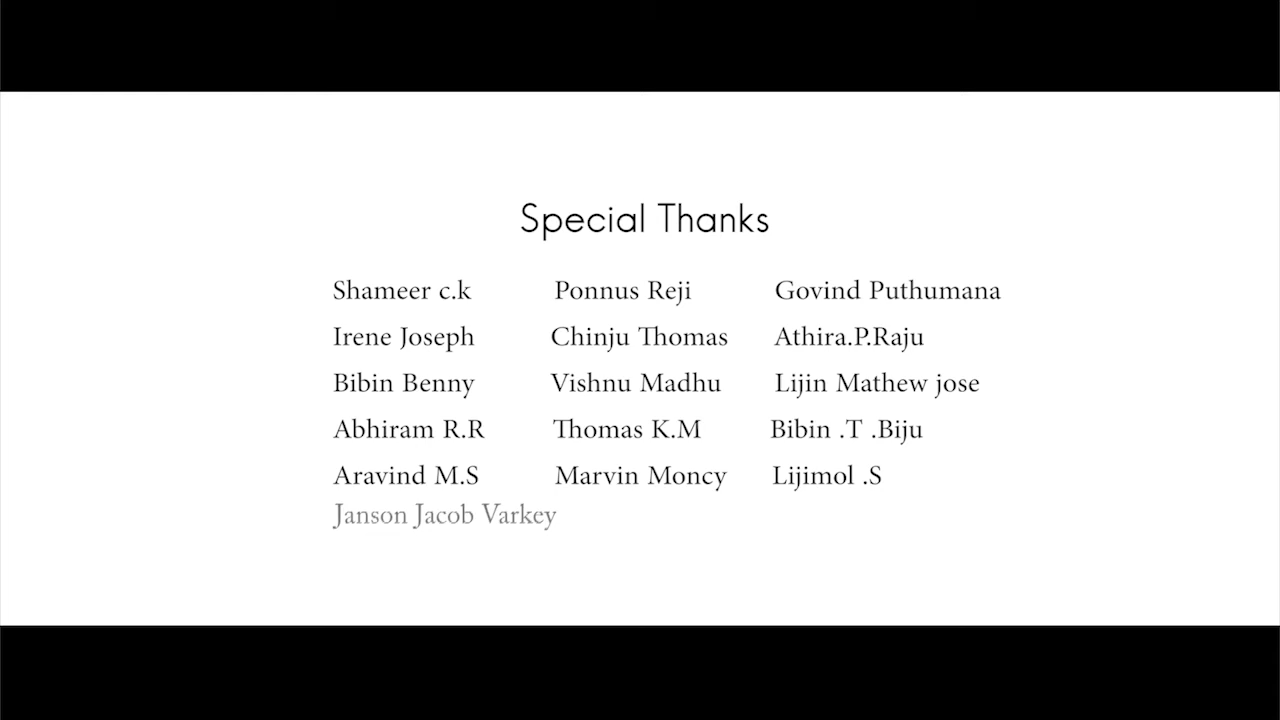 Special Thanks
Shameer c.k Ponnus Reji Govind Puthumana
Irene Joseph Chinju Thomas Athira.P.Raju
Bibin Benny Vishnu Madhu Lijin Mathew jose
Abhiram R.R Thomas K.M Bibin .T .Biju
Aravind M.S Marvin Moncy Lijimol .S
Janson Jacob Varkey